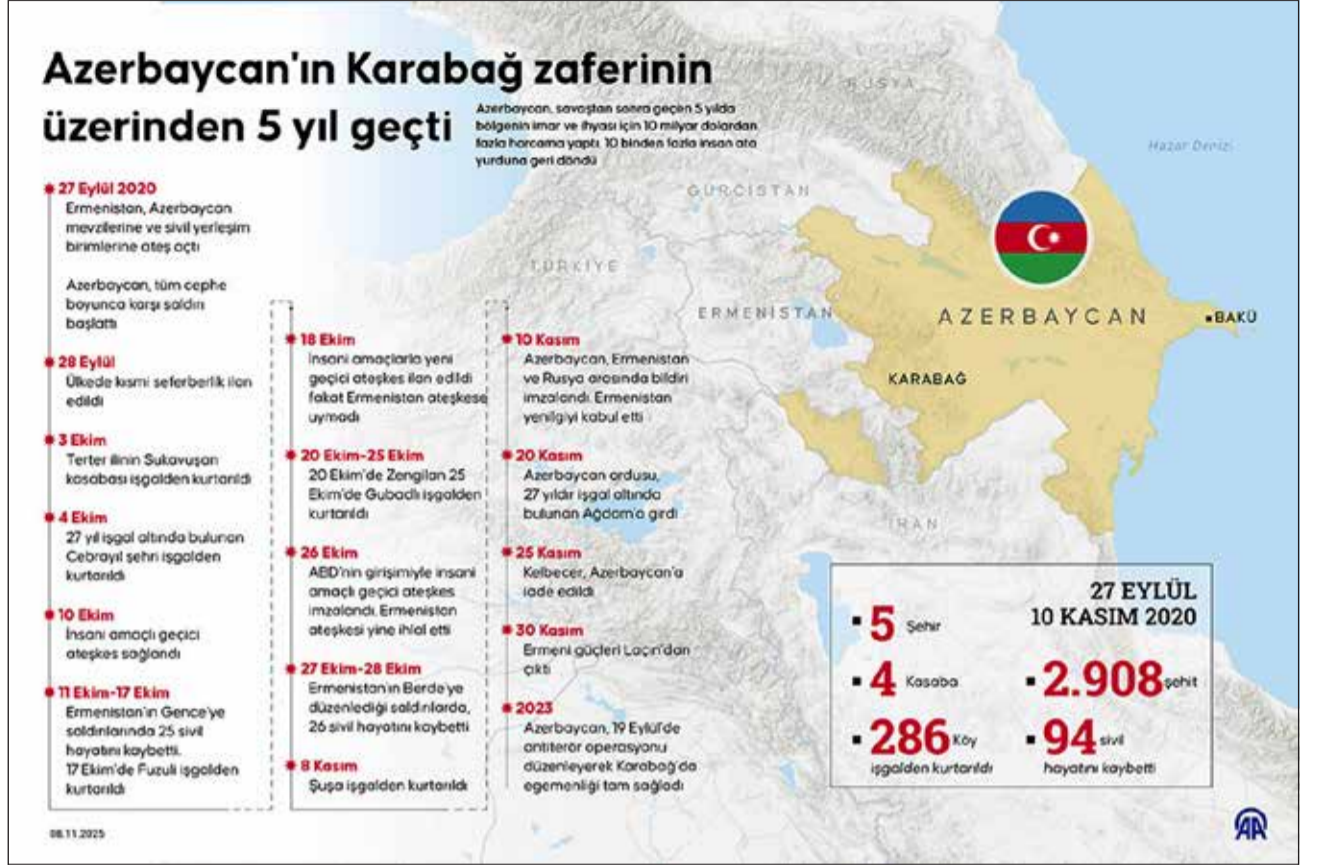 Azerbaycan'ın Karabağ zaferinin
üzerinden 5 yıl geçti
Azerbaycan, savaştan sonra geçen 5 yılda
bölgenin imar ve ihyası için 10 milyar dolardan
fazla harcama yaptı. 10 binden fazla insan ata
yurduna geri döndü
27 Eylül 2020
Ermenistan, Azerbaycan
mevzilerine ve sivil yerleşim
birimlerine ateş açtı
Azerbaycan, tüm cephe
boyunca karşı saldırı
başlattı
28 Eylül
Ülkede kısmi seferberlik ilan
edildi
3 Ekim
Terter ilinin Sukavuşan
kasabası işgalden kurtarıldı
4 Ekim
27 yıl işgal altında bulunan
Cebrayıl şehri işgalden
kurtarıldı
10 Ekim
İnsani amaçlı geçici
ateşkes sağlandı
11 Ekim-17 Ekim
Ermenistan'ın Gence'ye
saldırılarında 25 sivil
hayatını kaybetti.
17 Ekim'de Fuzuli işgalden
kurtarıldı
18 Ekim
İnsani amaçlarla yeni
geçici ateşkes ilan edildi
fakat Ermenistan ateşkese
uymadı
20 Ekim-25 Ekim
20 Ekim'de Zengilan 25
Ekim'de Gubadlı işgalden
kurtarıldı
26 Ekim
ABD'nin girişimiyle insani
amaçlı geçici ateşkes
imzalandı. Ermenistan
ateşkesi yine ihlal etti
27 Ekim-28 Ekim
Ermenistan'ın Berde'ye
düzenlediği saldırılarda,
26 sivil hayatını kaybetti
8 Kasım
Şuşa işgalden kurtarıldı
10 Kasım
Azerbaycan, Ermenistan
ve Rusya arasında bildiri
imzalandı. Ermenistan
yenilgiyi kabul etti
20 Kasım
Azerbaycan ordusu,
27 yıldır işgal altında
bulunan Ağdam'a girdi
25 Kasım
Kelbecer, Azerbaycan'a
iade edildi
30 Kasım
Ermeni güçleri Laçın'dan
çıktı
2023
Azerbaycan, 19 Eylül'de
antiterör operasyonu
düzenleyerek Karabağ'da
egemenliği tam sağladı
RUSYA
Hazar Denizi
GÜRCİSTAN
TÜRKİYE
ERMENİSTAN
AZERBAYCAN
BAKÜ
KARABAĞ
İRAN
27 EYLÜL
10 KASIM 2020
5 Şehir
4 Kasaba
286 Köy
işgalden kurtarıldı
2.908 şehit
94 sivil
hayatını kaybetti
08.11.2025
AA